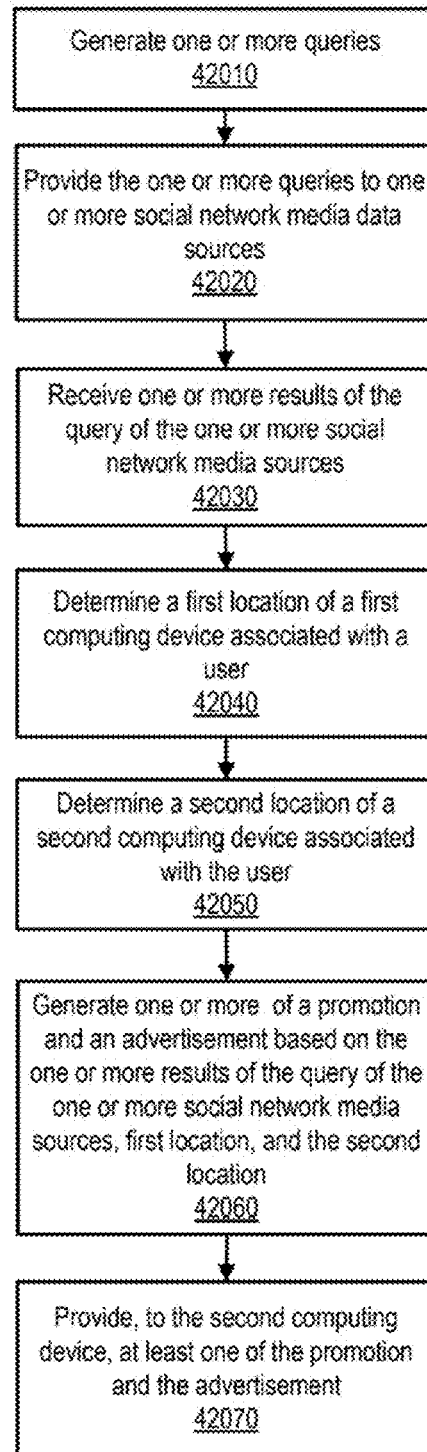 Generate one or more queries
42010
Provide the one or more queries to one
or more social network media data
sources
42020
Receive one or more results of the
query of the one or more social
network media sources
42030
Determine a first location of a first
computing device associated with a
user
42040
Determine a second location of a
second computing device associated
with the user
42050
Generate one or more of a promotion
and an advertisement based on the
one or more results of the query of the
one or more social network media
sources, first location, and the second
location
42060
Provide, to the second computing
device, at least one of the promotion
and the advertisement
42070